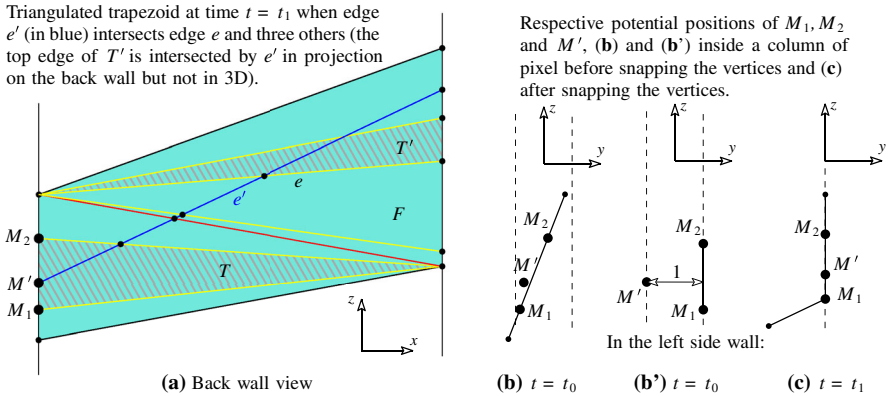 Triangulated trapezoid at time t = t₁ when edge
e′ (in blue) intersects edge e and three others (the
top edge of T′ is intersected by e′ in projection
on the back wall but not in 3D).
T′
e
e′
F
M₂
T
M′
M₁
z
x
(a) Back wall view
Respective potential positions of M₁, M₂
and M′, (b) and (b’) inside a column of
pixel before snapping the vertices and (c)
after snapping the vertices.
z
y
M₂
M′
M₁
(b) t = t₀
z
y
M₂
1
M′
M₁
In the left side wall:
(b’) t = t₀
z
y
M₂
M′
M₁
(c) t = t₁